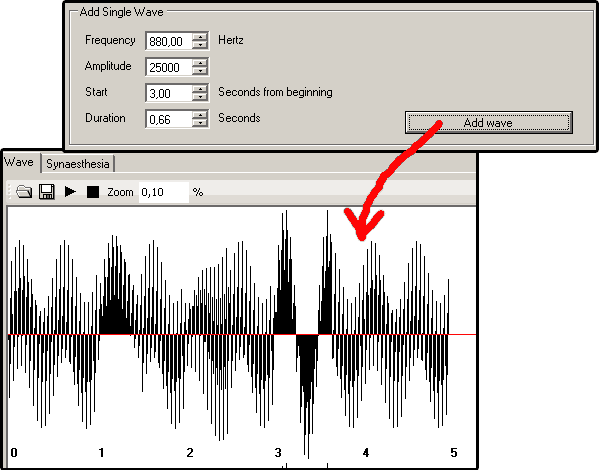 Add Single Wave
Frequency 880,00 Hertz
Amplitude 25000
Start 3,00 Seconds from beginning
Duration 0,66 Seconds
Add wave
Wave Synaesthesia
Zoom 0,10 %
0 1 2 3 4 5